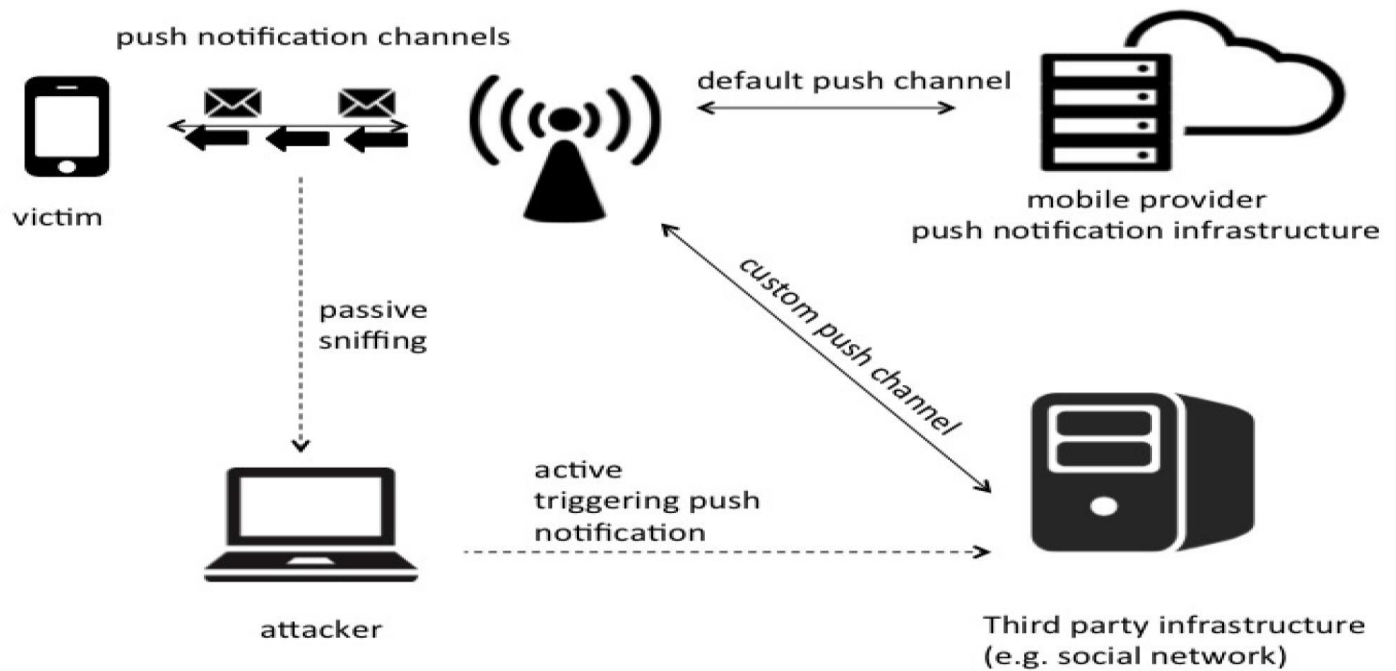 push notification channels
default push channel
victim
mobile provider
push notification infrastructure
custom push channel
passive
sniffing
active
triggering push
notification
attacker
Third party infrastructure
(e.g. social network)